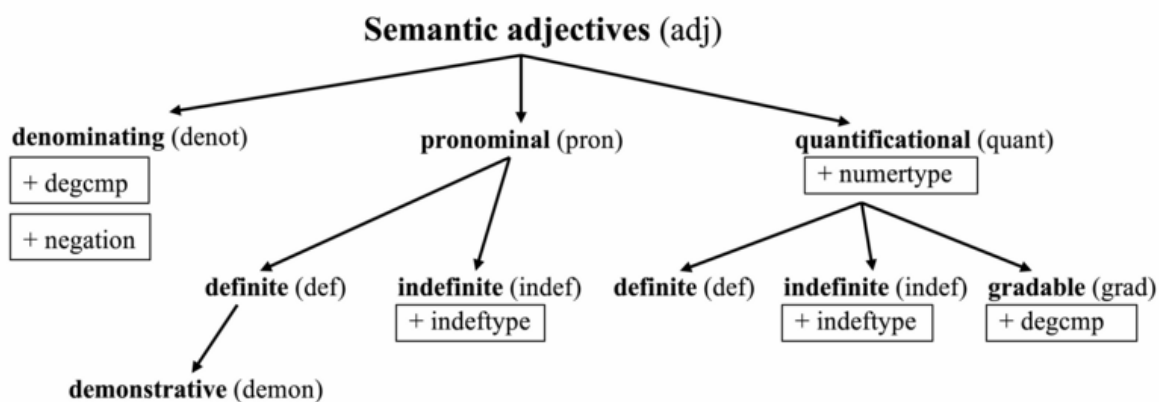 Semantic adjectives (adj)
denominating (denot)
pronominal (pron)
quantificational (quant)
+ degcmp
+ numertype
+ negation
definite (def)
indefinite (indef)
definite (def)
indefinite (indef)
gradable (grad)
+ indeftype
+ indeftype
+ degcmp
demonstrative (demon)